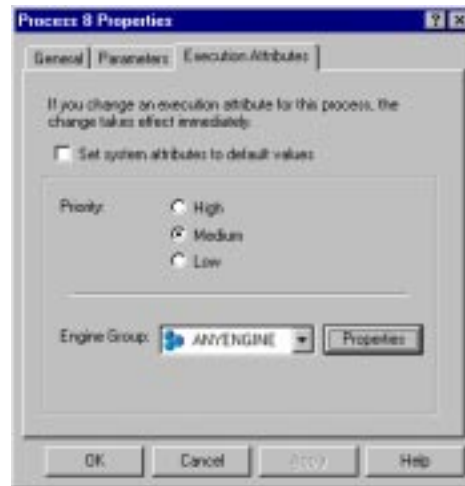 Process 8 Properties
General Parameters Execution Attributes
If you change an execution attribute for this process, the
change takes effect immediately.
Set system attributes to default values
Priority: High
Medium
Low
Engine Group: ANYENGINE Properties
OK Cancel Apply Help